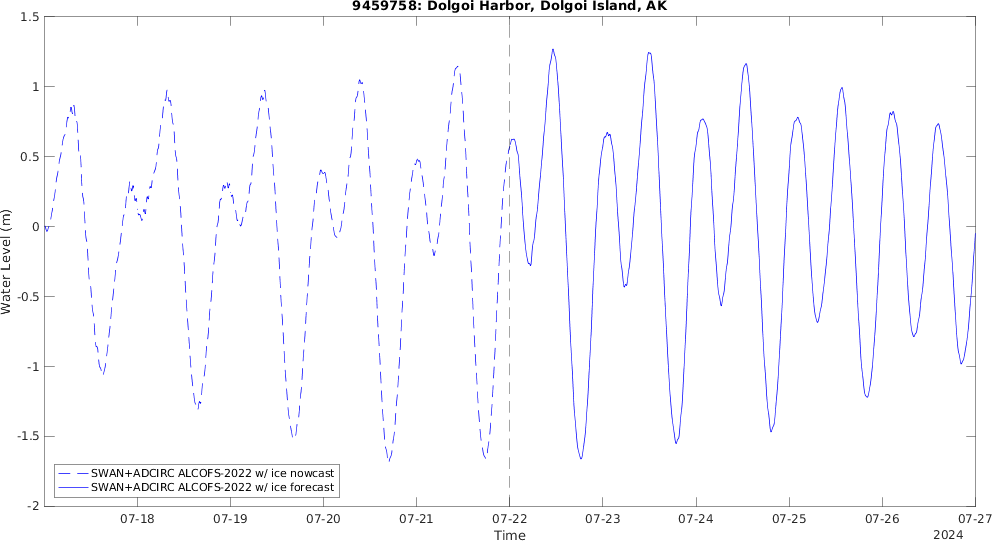 9459758: Dolgoi Harbor, Dolgoi Island, AK
1.5
1
0.5
0
-0.5
-1
-1.5
-2
Water Level (m)
SWAN+ADCIRC ALCOFS-2022 w/ ice nowcast
SWAN+ADCIRC ALCOFS-2022 w/ ice forecast
07-18 07-19 07-20 07-21 07-22 07-23 07-24 07-25 07-26 07-27
Time
2024